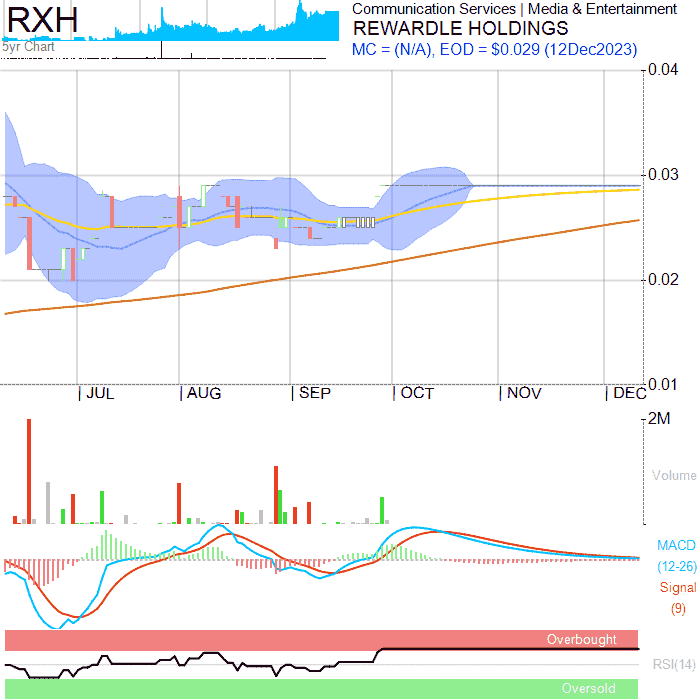 RXH
5yr Chart
Communication Services | Media & Entertainment
REWARDLE HOLDINGS
MC = (N/A), EOD = $0.029 (12Dec2023)
0.04
0.03
0.02
0.01
| JUL | AUG | SEP | OCT | NOV | DEC
2M
Volume
MACD
(12-26)
Signal
(9)
Overbought
RSI(14)
Oversold